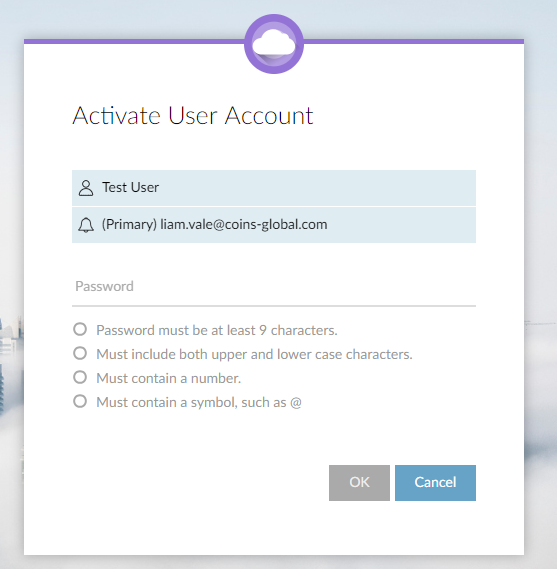 Activate User Account
Test User
(Primary) liam.vale@coins-global.com
Password
Password must be at least 9 characters.
Must include both upper and lower case characters.
Must contain a number.
Must contain a symbol, such as @
OK Cancel